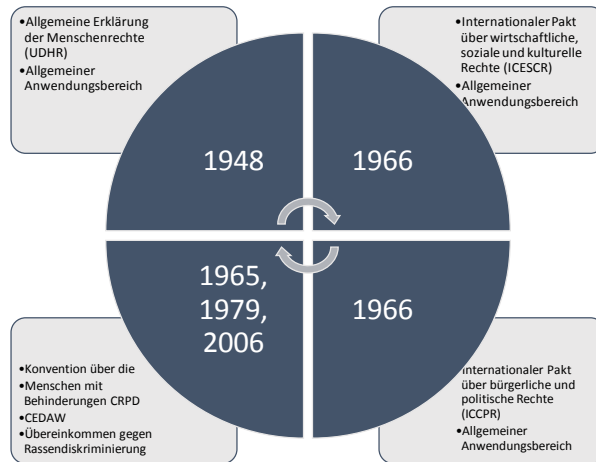 •Allgemeine Erklärung
der Menschenrechte
(UDHR)
•Allgemeiner
Anwendungsbereich
•Internationaler Pakt
über wirtschaftliche,
soziale und kulturelle
Rechte (ICESCR)
•Allgemeiner
Anwendungsbereich
1948
1966
1965,
1979,
2006
1966
•Konvention über die
•Menschen mit
Behinderungen CRPD
•CEDAW
•Übereinkommen gegen
Rassendiskriminierung
Internationaler Pakt
über bürgerliche und
politische Rechte
(ICCPR)
•Allgemeiner
Anwendungsbereich